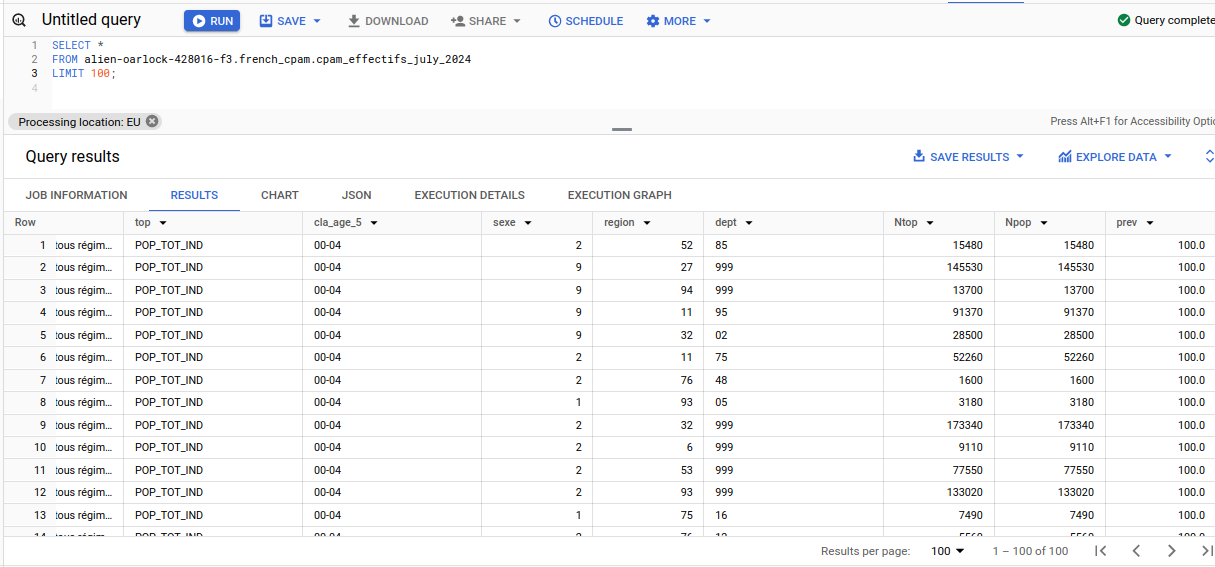 Untitled query RUN SAVE DOWNLOAD SHARE SCHEDULE MORE Query complete
1 SELECT *
2 FROM alien-oarlock-428016-f3.french_cpam.cpam_effectifs_july_2024
3 LIMIT 100;
4
Processing location: EU Press Alt+F1 for Accessibility Optio
Query results SAVE RESULTS EXPLORE DATA
JOB INFORMATION RESULTS CHART JSON EXECUTION DETAILS EXECUTION GRAPH
Row top cla_age_5 sexe region dept Ntop Npop prev
1 tous régim... POP_TOT_IND 00-04 2 52 85 15480 15480 100.0
2 tous régim... POP_TOT_IND 00-04 9 27 999 145530 145530 100.0
3 tous régim... POP_TOT_IND 00-04 9 94 999 13700 13700 100.0
4 tous régim... POP_TOT_IND 00-04 9 11 95 91370 91370 100.0
5 tous régim... POP_TOT_IND 00-04 9 32 02 28500 28500 100.0
6 tous régim... POP_TOT_IND 00-04 2 11 75 52260 52260 100.0
7 tous régim... POP_TOT_IND 00-04 2 76 48 1600 1600 100.0
8 tous régim... POP_TOT_IND 00-04 1 93 05 3180 3180 100.0
9 tous régim... POP_TOT_IND 00-04 2 32 999 173340 173340 100.0
10 tous régim... POP_TOT_IND 00-04 2 6 999 9110 9110 100.0
11 tous régim... POP_TOT_IND 00-04 2 53 999 77550 77550 100.0
12 tous régim... POP_TOT_IND 00-04 2 93 999 133020 133020 100.0
13 tous régim... POP_TOT_IND 00-04 1 75 16 7490 7490 100.0
Results per page: 100 1 – 100 of 100